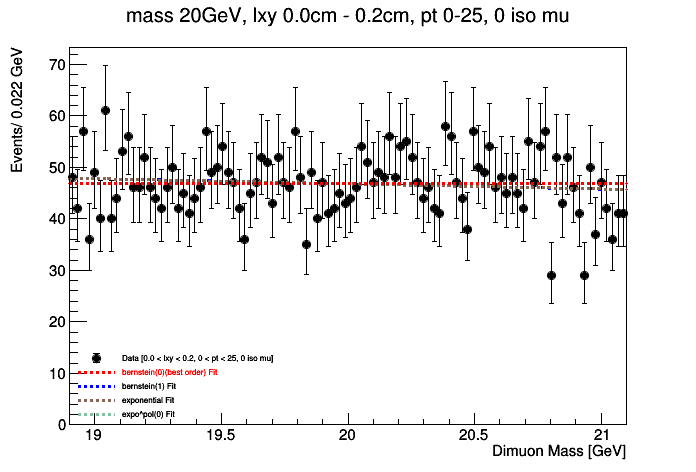 mass 20GeV, lxy 0.0cm - 0.2cm, pt 0-25, 0 iso mu
Events/ 0.022 GeV
70
60
50
40
30
20
10
0
Data [0.0 < lxy < 0.2, 0 < pt < 25, 0 iso mu]
bernstein(0)(best order) Fit
bernstein(1) Fit
exponential Fit
expo*pol(0) Fit
19 19.5 20 20.5 21
Dimuon Mass [GeV]